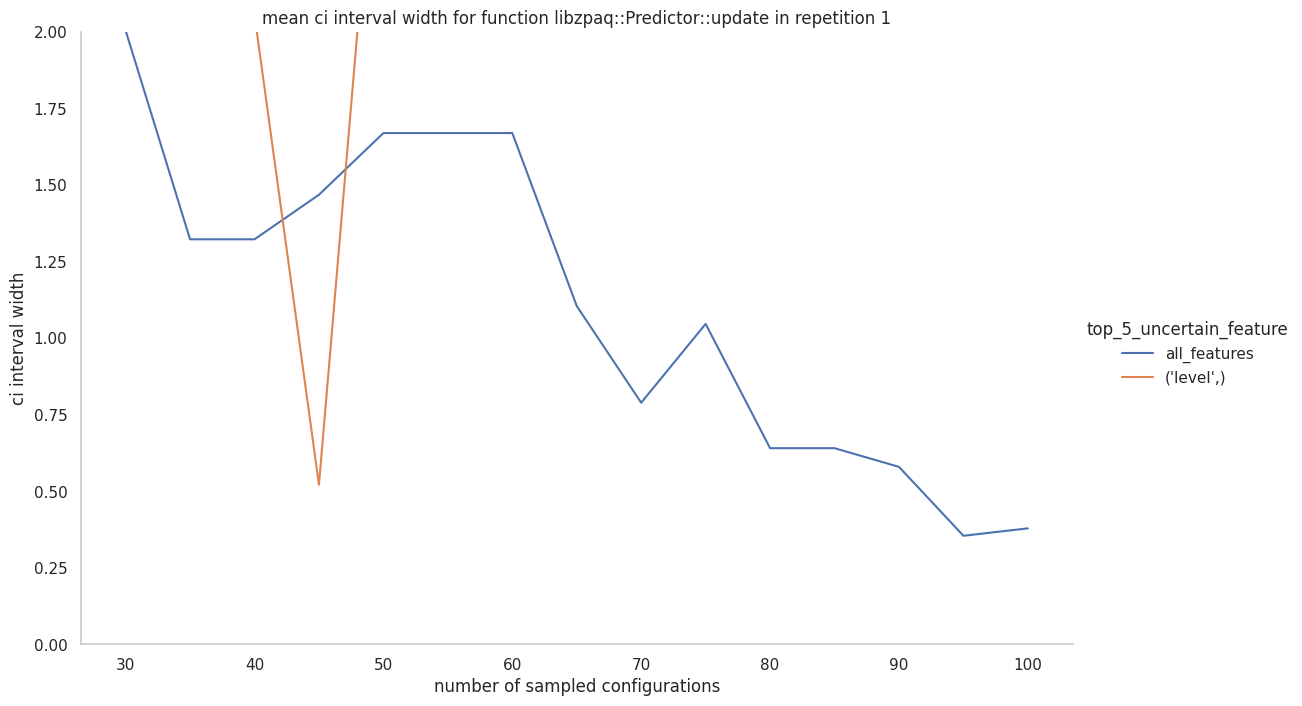 mean ci interval width for function libzpaq::Predictor::update in repetition 1
2.00
1.75
1.50
1.25
1.00
0.75
0.50
0.25
0.00
ci interval width
30 40 50 60 70 80 90 100
number of sampled configurations
top_5_uncertain_feature
all_features
('level',)